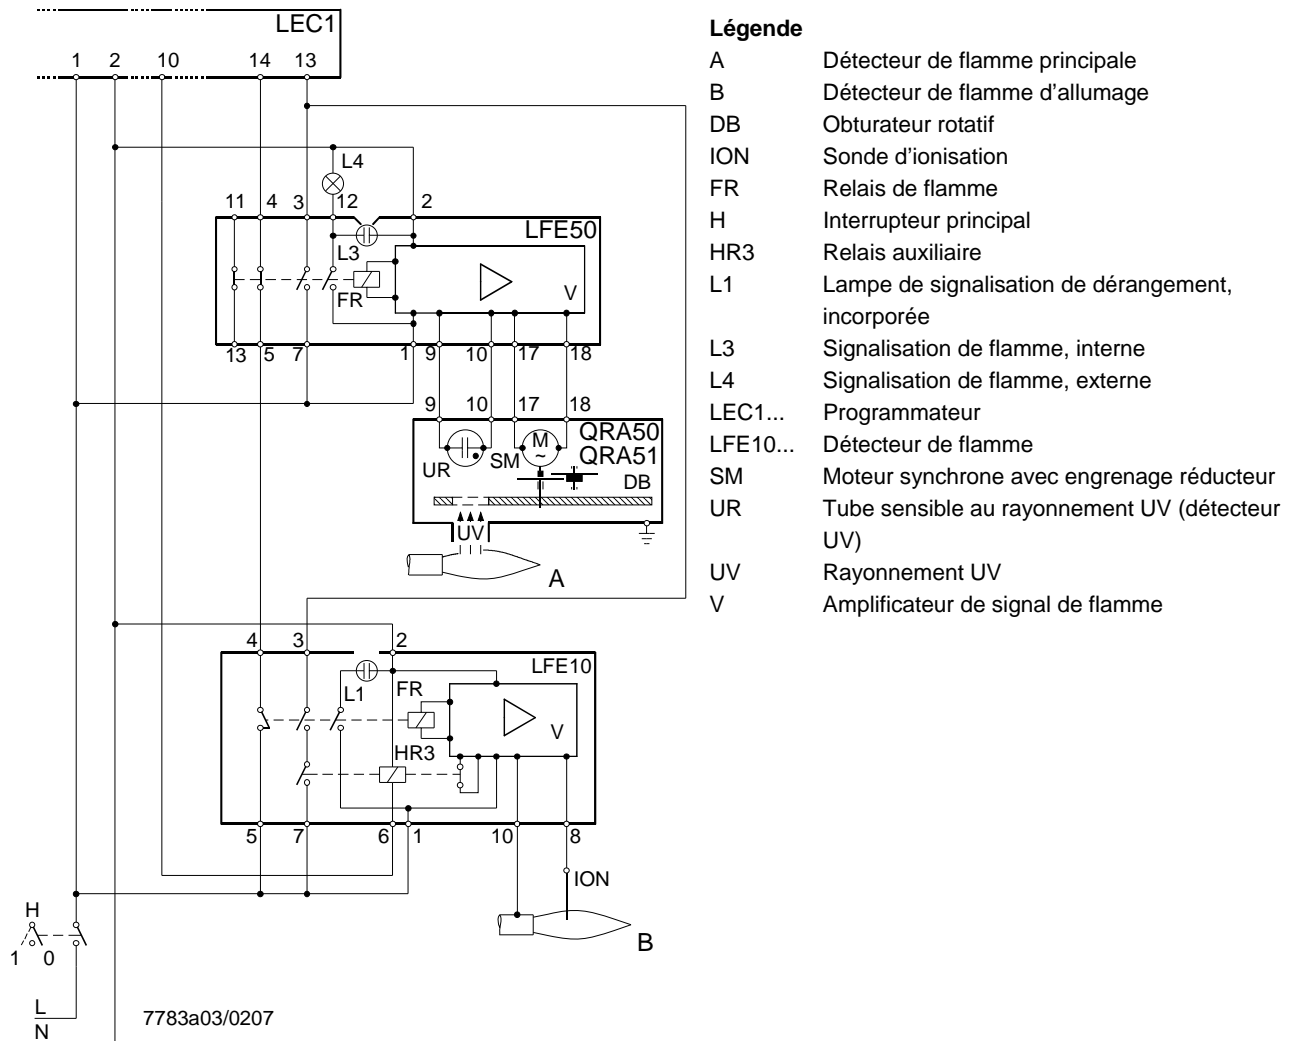 LEC1
1 2 10 14 13
L4
11 4 3 12 2
LFE50
L3
FR
V
13 5 7 1 9 10 17 18
9 10 17 18
QRA50
QRA51
UR
SM
M
~
DB
UV
A
4 3 2
LFE10
L1
FR
V
HR3
5 7 6 1 10 8
ION
B
H
1 0
L
N
7783a03/0207
Légende
A Détecteur de flamme principale
B Détecteur de flamme d'allumage
DB Obturateur rotatif
ION Sonde d'ionisation
FR Relais de flamme
H Interrupteur principal
HR3 Relais auxiliaire
L1 Lampe de signalisation de dérangement,
incorporée
L3 Signalisation de flamme, interne
L4 Signalisation de flamme, externe
LEC1... Programmateur
LFE10... Détecteur de flamme
SM Moteur synchrone avec engrenage réducteur
UR Tube sensible au rayonnement UV (détecteur
UV)
UV Rayonnement UV
V Amplificateur de signal de flamme